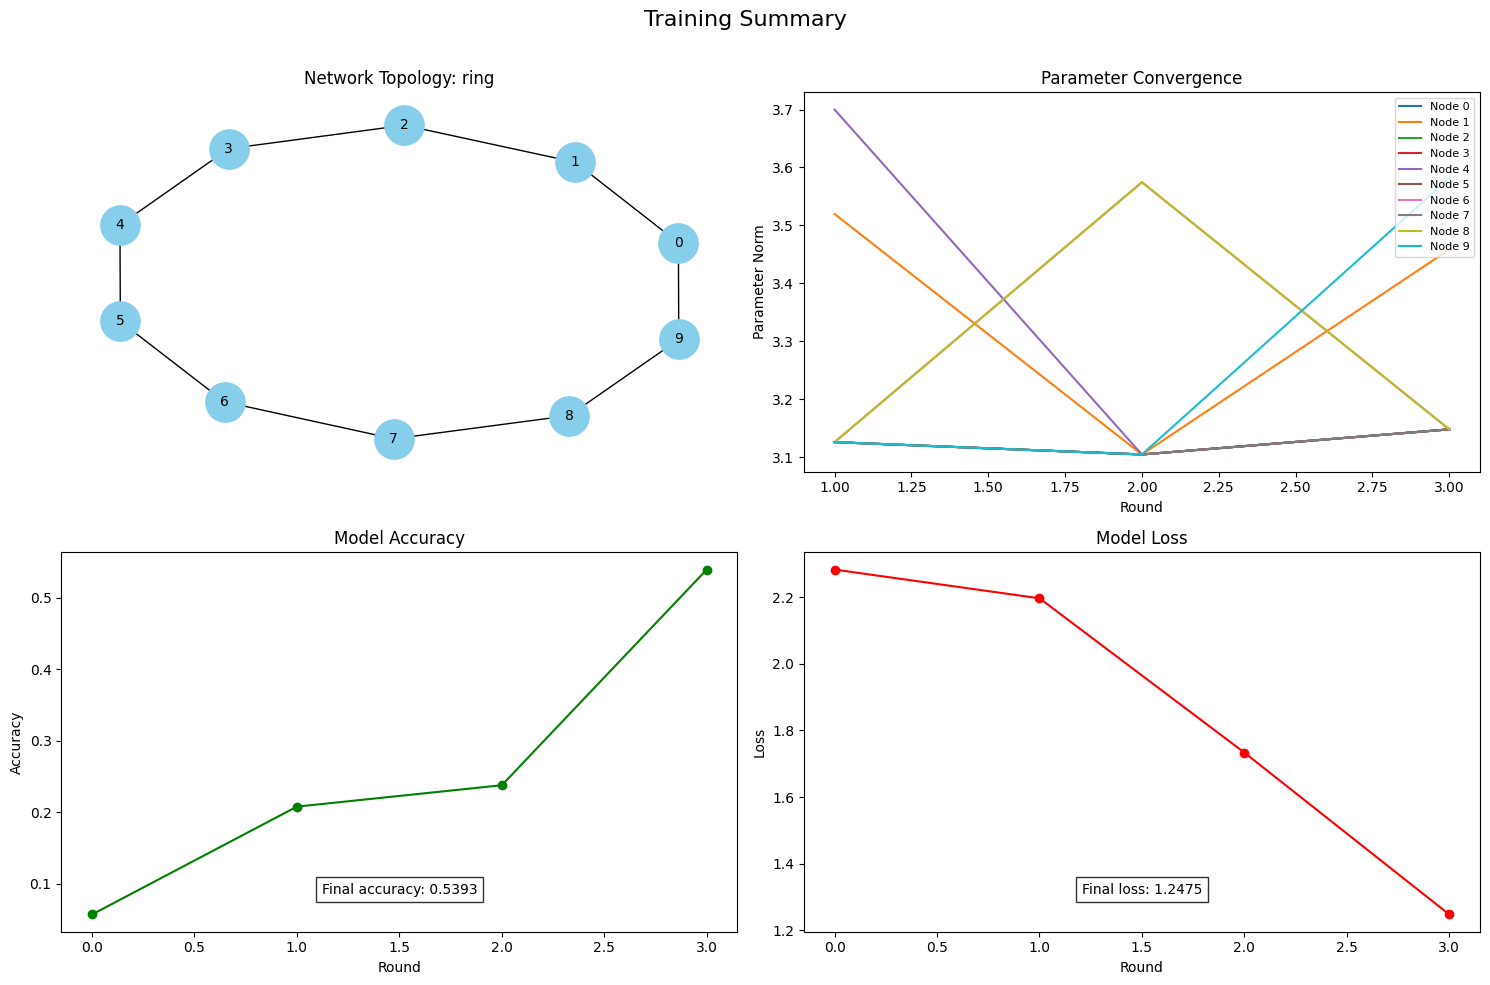 Training Summary
Network Topology: ring
2
3
1
4
0
5
9
6
8
7
Parameter Convergence
3.7
3.6
3.5
3.4
3.3
3.2
3.1
Parameter Norm
Node 0
Node 1
Node 2
Node 3
Node 4
Node 5
Node 6
Node 7
Node 8
Node 9
1.00 1.25 1.50 1.75 2.00 2.25 2.50 2.75 3.00
Round
Model Accuracy
0.5
0.4
0.3
0.2
0.1
Accuracy
Final accuracy: 0.5393
0.0 0.5 1.0 1.5 2.0 2.5 3.0
Round
Model Loss
2.2
2.0
1.8
1.6
1.4
1.2
Loss
Final loss: 1.2475
0.0 0.5 1.0 1.5 2.0 2.5 3.0
Round